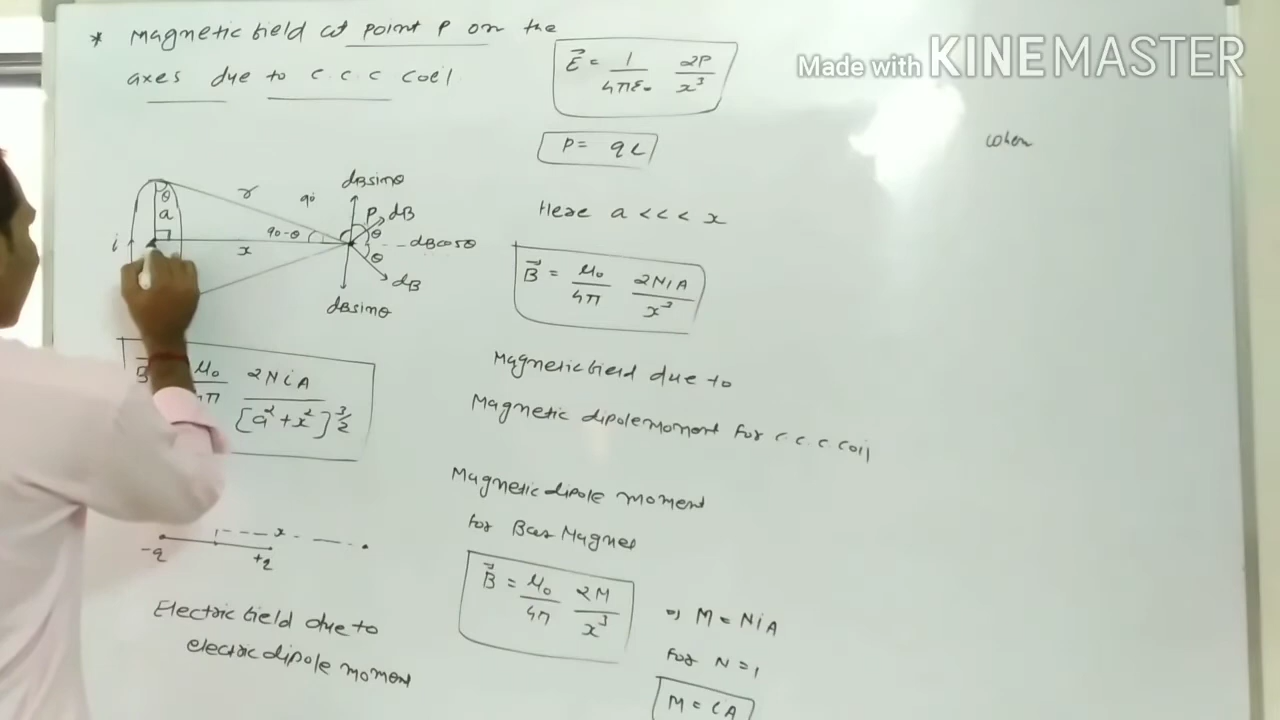 * Magnetic field at point P on the
axes due to c.c.c coil
Made with KINEMASTER
E⃗ = 1/4πε₀ 2P/x³
P = qL
when
dBsinθ
r
90°
θ
a
P
dB
θ
90-θ
dBcosθ
i
x
θ
dB
dBsinθ
Here a <<< x
B⃗ = μ₀/4π 2NiA/x³
μ₀ 2NiA/[a²+x²]^3/2
Magnetic field due to
Magnetic dipole moment for c.c.c coil
Magnetic dipole moment
for Bar Magnet
x
-q
+q
B⃗ = μ₀/4π 2M/x³
⇒ M = NiA
for N = 1
M = iA
Electric field due to
electric dipole moment